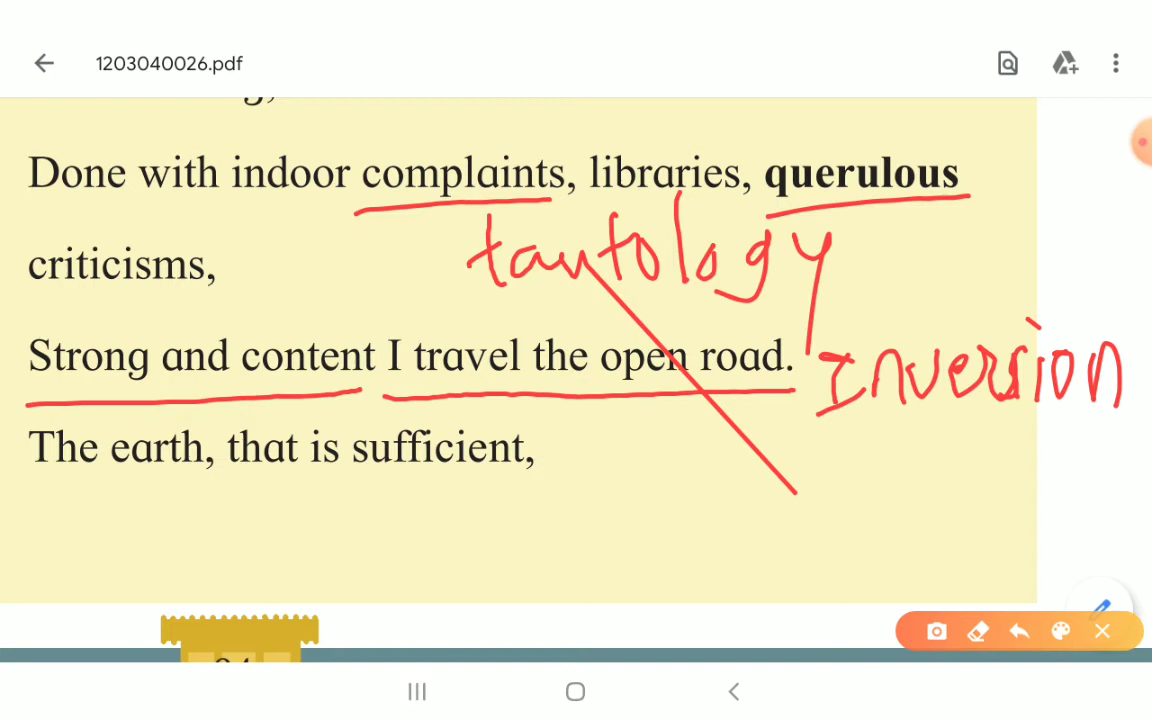 1203040026.pdf
Done with indoor complaints, libraries, querulous
tautology
criticisms,
Strong and content I travel the open road.
Inversion
The earth, that is sufficient,